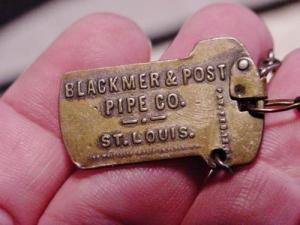 BLACKMER & POST
PIPE CO.
ST. LOUIS.